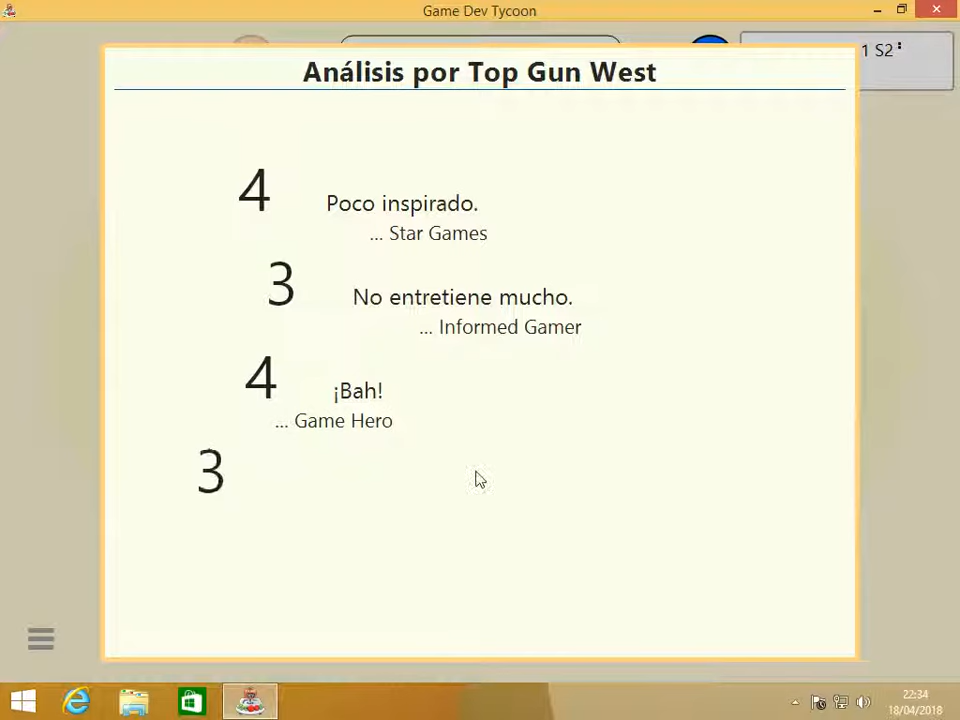 Game Dev Tycoon
1 S2
Análisis por Top Gun West
4 Poco inspirado.
... Star Games
3 No entretiene mucho.
... Informed Gamer
4 ¡Bah!
... Game Hero
3
22:34
18/04/2018